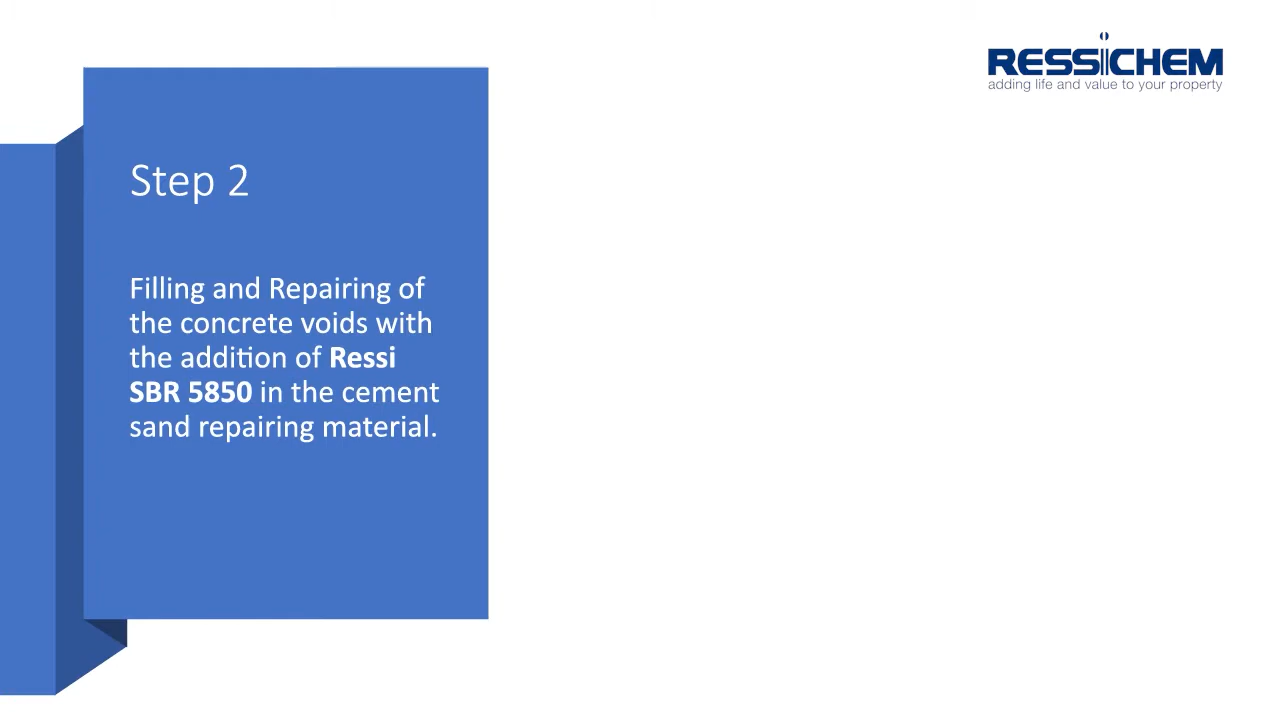 RESSICHEM
adding life and value to your property
Step 2
Filling and Repairing of
the concrete voids with
the addition of Ressi
SBR 5850 in the cement
sand repairing material.